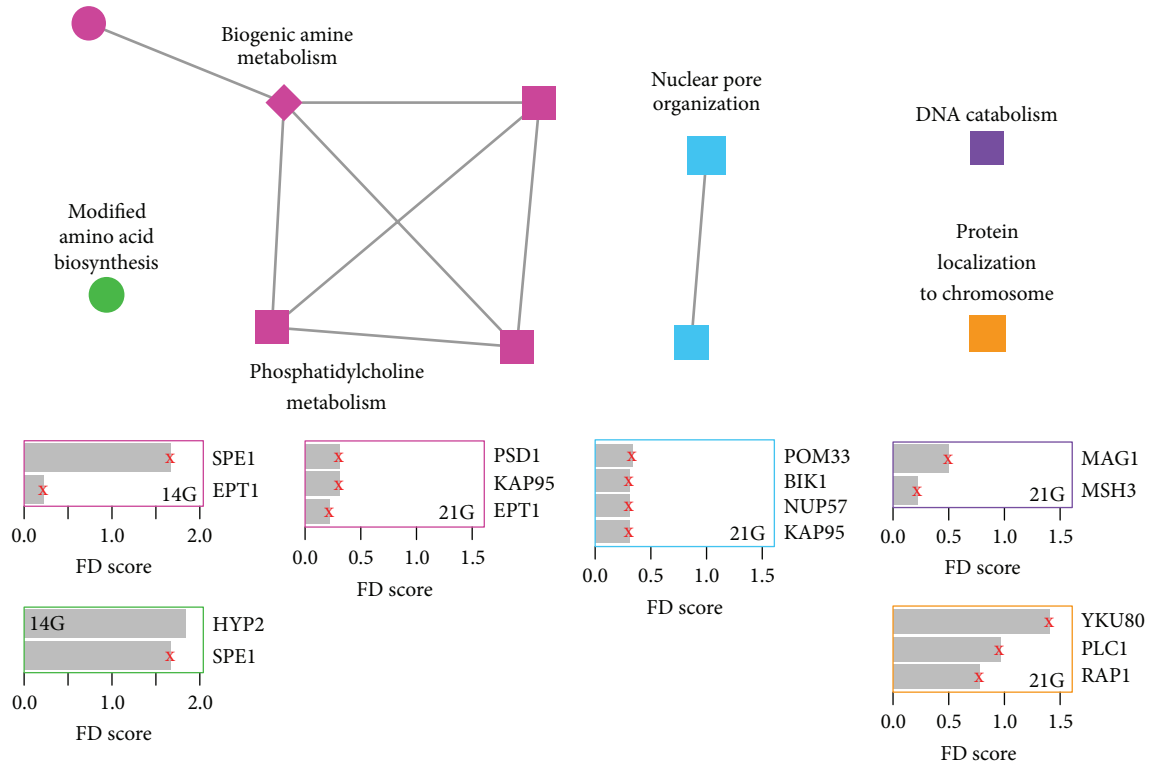 Biogenic amine
metabolism
Nuclear pore
organization
DNA catabolism
Modified
amino acid
biosynthesis
Protein
localization
to chromosome
Phosphatidylcholine
metabolism
x SPE1
x EPT1
14G
0.0 1.0 2.0
FD score
x PSD1
x KAP95
x EPT1
21G
0.0 0.5 1.0 1.5
FD score
x POM33
x BIK1
x NUP57
x KAP95
21G
0.0 0.5 1.0 1.5
FD score
x MAG1
x MSH3
21G
0.0 0.5 1.0 1.5
FD score
14G HYP2
x SPE1
0.0 1.0 2.0
FD score
x YKU80
x PLC1
x RAP1
21G
0.0 0.5 1.0 1.5
FD score